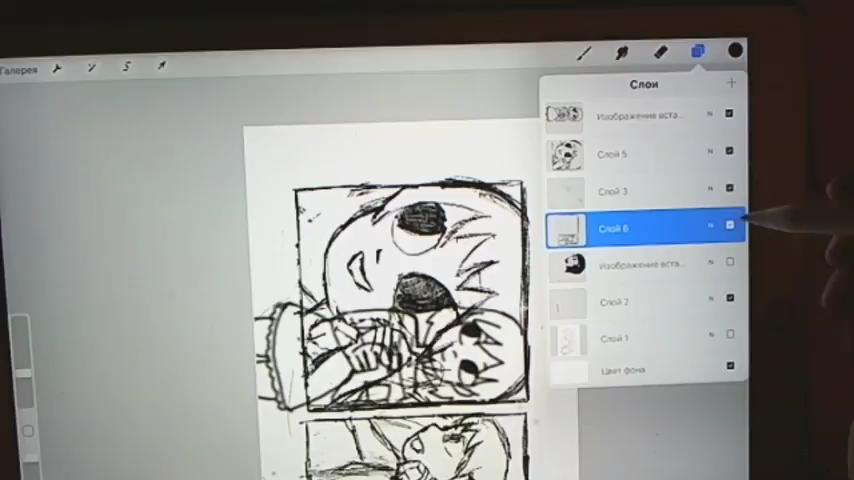 Галерея
Слои
Изображение вста...
Слой 5
Слой 3
Слой 6
Изображение вста...
Слой 2
Слой 1
Цвет фона